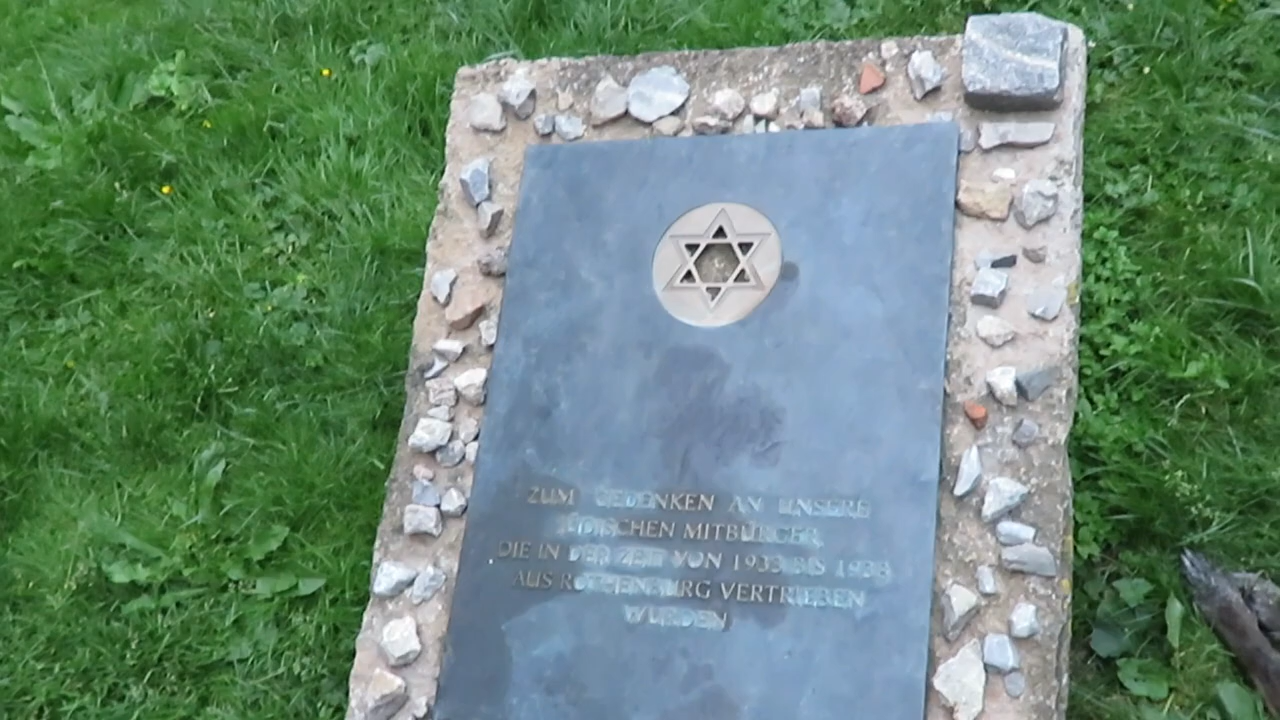 ZUM GEDENKEN AN UNSERE
JÜDISCHEN MITBÜRGER,
DIE IN DER ZEIT VON 1933 BIS 1938
AUS ROTHENBURG VERTRIEBEN
WURDEN